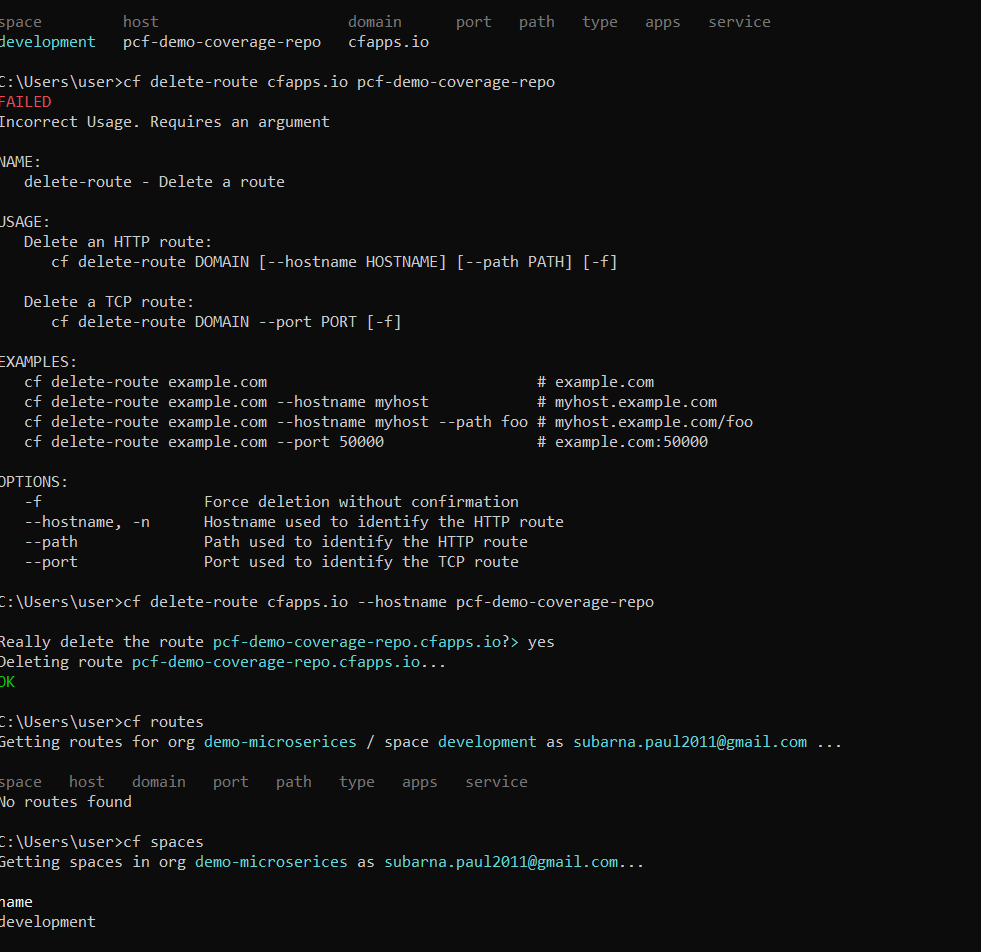 space host domain port path type apps service
development pcf-demo-coverage-repo cfapps.io
C:\Users\user>cf delete-route cfapps.io pcf-demo-coverage-repo
FAILED
Incorrect Usage. Requires an argument
NAME:
delete-route - Delete a route
USAGE:
Delete an HTTP route:
cf delete-route DOMAIN [--hostname HOSTNAME] [--path PATH] [-f]
Delete a TCP route:
cf delete-route DOMAIN --port PORT [-f]
EXAMPLES:
cf delete-route example.com # example.com
cf delete-route example.com --hostname myhost # myhost.example.com
cf delete-route example.com --hostname myhost --path foo # myhost.example.com/foo
cf delete-route example.com --port 50000 # example.com:50000
OPTIONS:
-f Force deletion without confirmation
--hostname, -n Hostname used to identify the HTTP route
--path Path used to identify the HTTP route
--port Port used to identify the TCP route
C:\Users\user>cf delete-route cfapps.io --hostname pcf-demo-coverage-repo
Really delete the route pcf-demo-coverage-repo.cfapps.io?> yes
Deleting route pcf-demo-coverage-repo.cfapps.io...
OK
C:\Users\user>cf routes
Getting routes for org demo-microserices / space development as subarna.paul2011@gmail.com ...
space host domain port path type apps service
No routes found
C:\Users\user>cf spaces
Getting spaces in org demo-microserices as subarna.paul2011@gmail.com...
name
development